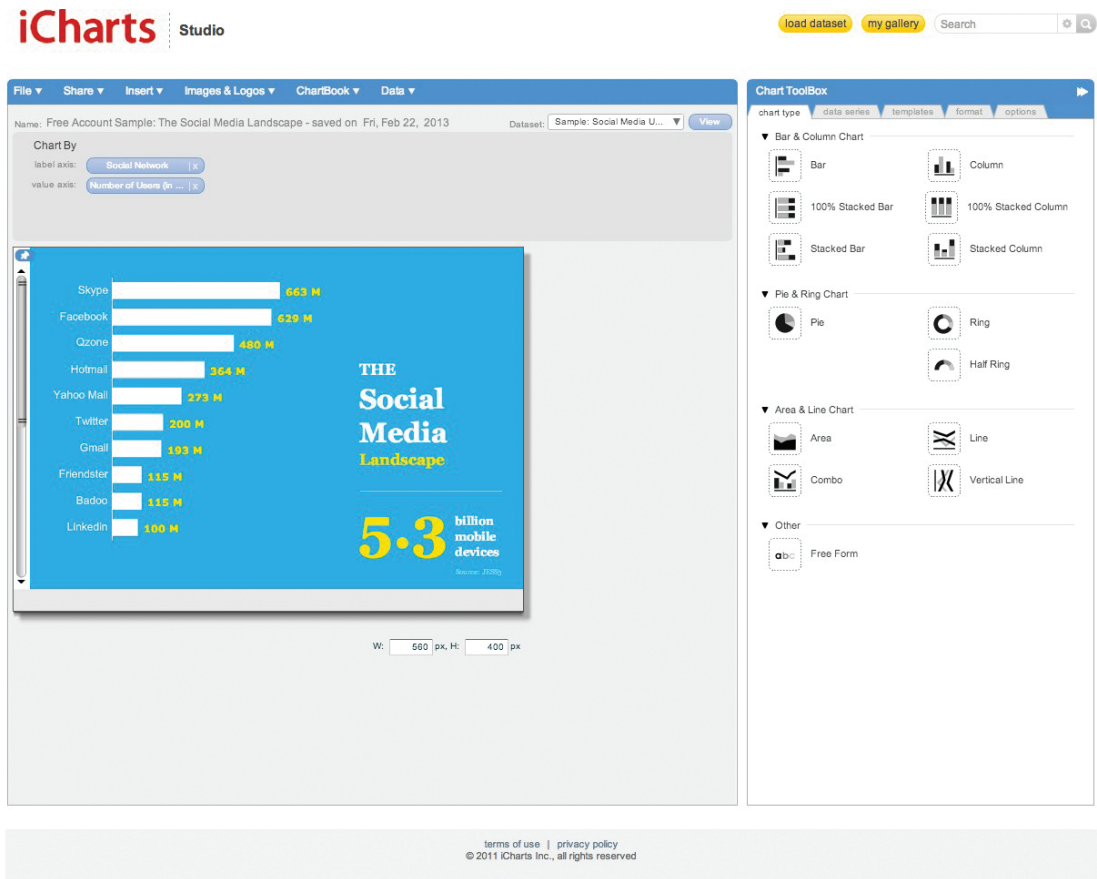 iCharts Studio
load dataset my gallery Search
File ▼ Share ▼ Insert ▼ Images & Logos ▼ ChartBook ▼ Data ▼
Name: Free Account Sample: The Social Media Landscape - saved on Fri, Feb 22, 2013 Dataset: Sample: Social Media U... ▼ View
Chart By
label axis: Social Network | x
value axis: Number of Users (in ... | x
Skype 663 M
Facebook 629 M
Qzone 480 M
Hotmail 364 M
Yahoo Mail 273 M
Twitter 200 M
Gmail 193 M
Friendster 115 M
Badoo 115 M
Linkedin 100 M
THE
Social
Media
Landscape
5.3 billion
mobile
devices
Source: JESS3
W: 560 px, H: 400 px
Chart ToolBox
chart type data series templates format options
▼ Bar & Column Chart
Bar Column
100% Stacked Bar 100% Stacked Column
Stacked Bar Stacked Column
▼ Pie & Ring Chart
Pie Ring
Half Ring
▼ Area & Line Chart
Area Line
Combo Vertical Line
▼ Other
abc Free Form
terms of use | privacy policy
© 2011 iCharts Inc., all rights reserved